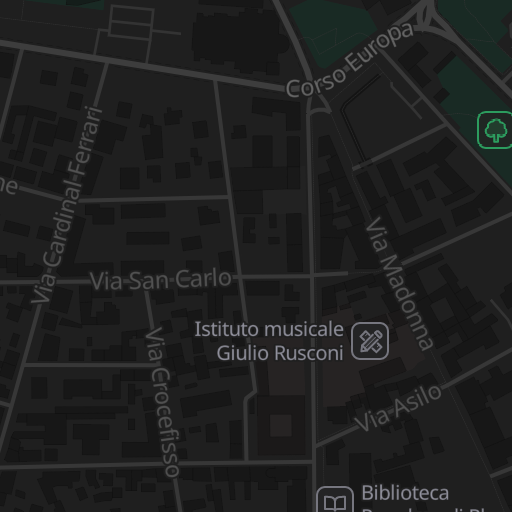 Corso Europa
Via Cardinal Ferrari
Via San Carlo
Via Madonna
Istituto musicale
Giulio Rusconi
Via Crocefisso
Via Asilo
Biblioteca